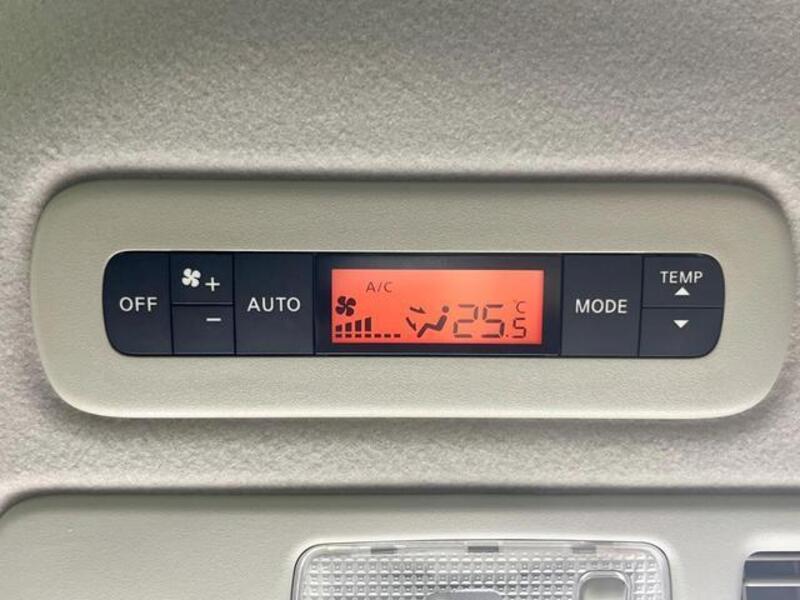 OFF
+
-
AUTO
A/C
25.5 °C
MODE
TEMP